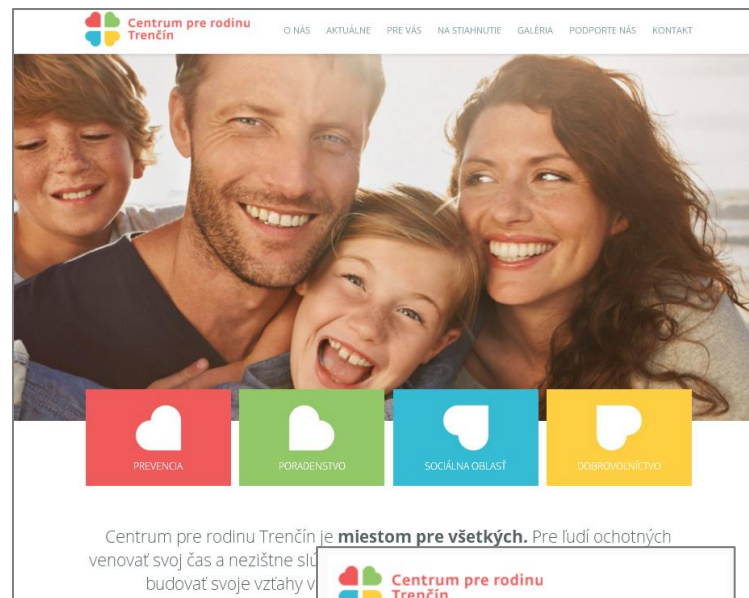 Centrum pre rodinu
Trenčín
O NÁS AKTUÁLNE PRE VÁS NA STIAHNUTIE GALÉRIA PODPORTE NÁS KONTAKT
PREVENCIA PORADENSTVO SOCIÁLNA OBLASŤ DOBROVOĽNÍCTVO
Centrum pre rodinu Trenčín je miestom pre všetkých. Pre ľudí ochotných
venovať svoj čas a nezištne
budovať svoje vzťahy v
Centrum pre rodinu
Trenčín